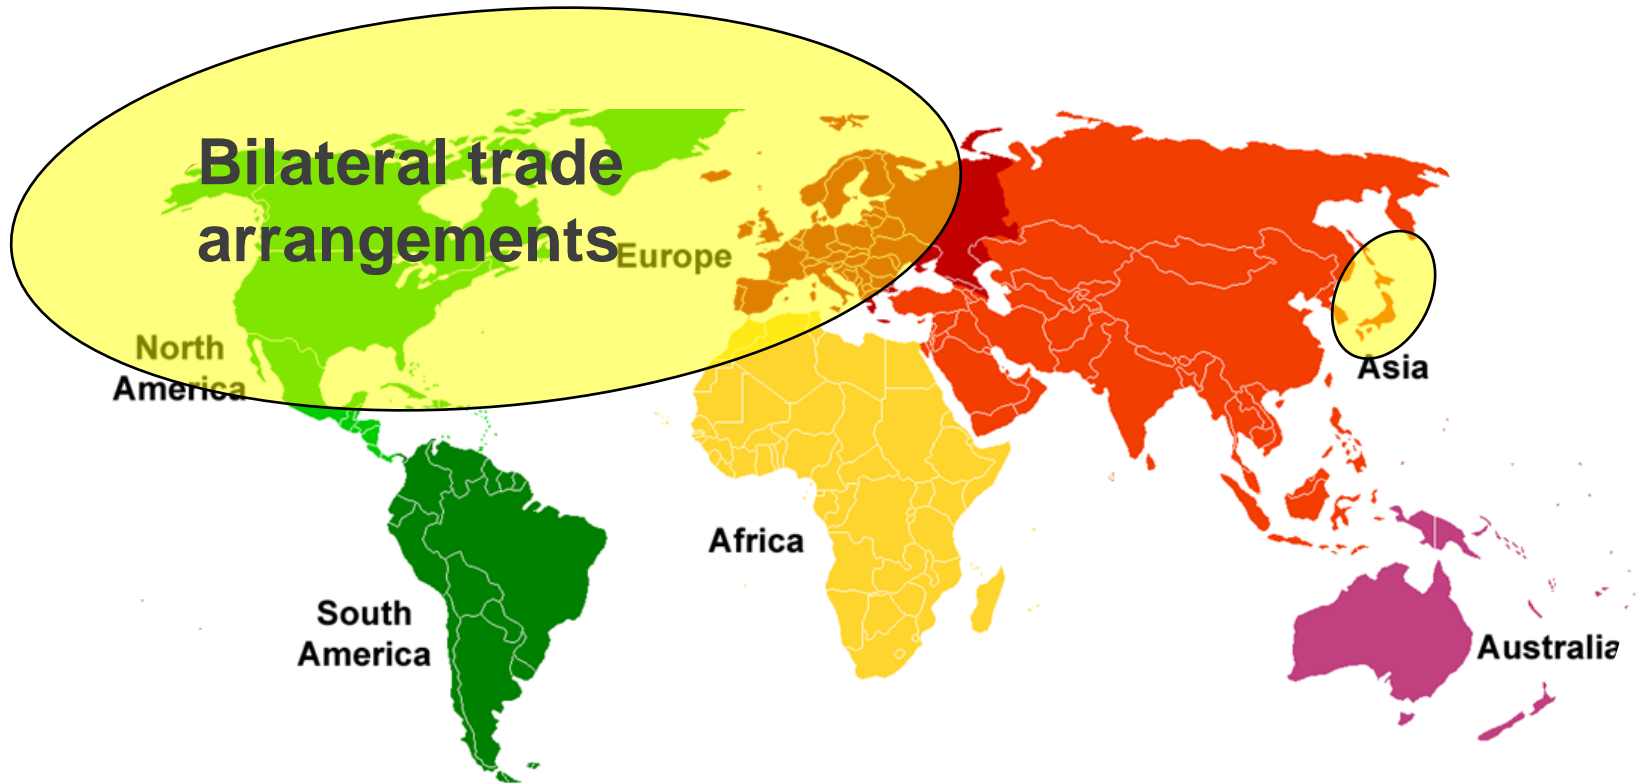 Bilateral trade
arrangements
Europe
North
America
Asia
Africa
South
America
Australia